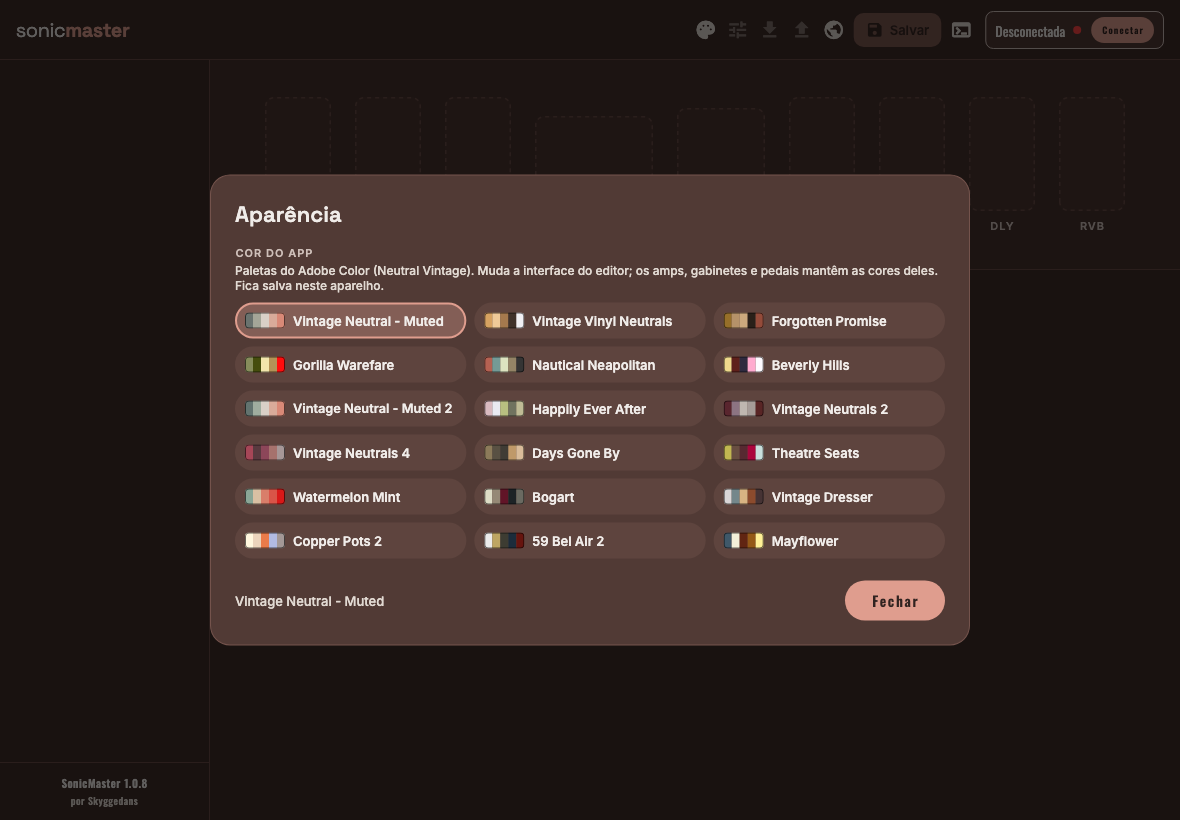 sonicmaster
Salvar
Desconectada
Conectar
DLY
RVB
Aparência
COR DO APP
Paletas do Adobe Color (Neutral Vintage). Muda a interface do editor; os amps, gabinetes e pedais mantêm as cores deles.
Fica salva neste aparelho.
Vintage Neutral - Muted
Vintage Vinyl Neutrals
Forgotten Promise
Gorilla Warefare
Nautical Neapolitan
Beverly Hills
Vintage Neutral - Muted 2
Happily Ever After
Vintage Neutrals 2
Vintage Neutrals 4
Days Gone By
Theatre Seats
Watermelon Mint
Bogart
Vintage Dresser
Copper Pots 2
59 Bel Air 2
Mayflower
Vintage Neutral - Muted
Fechar
SonicMaster 1.0.8
por Skyggedans